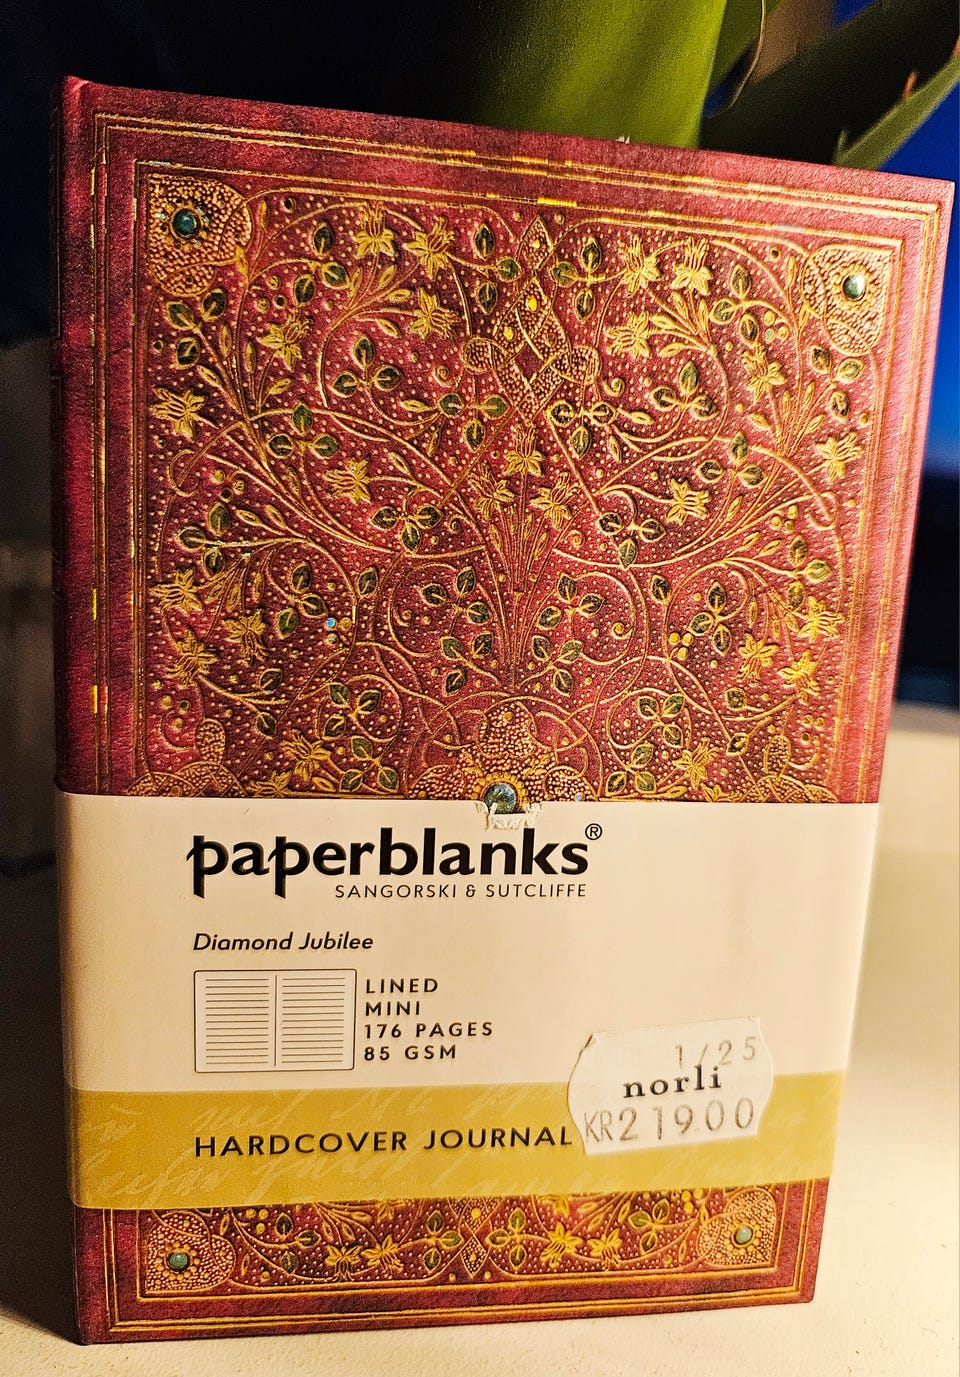 paperblanks®
SANGORSKI & SUTCLIFFE
Diamond Jubilee
LINED
MINI
176 PAGES
85 GSM
HARDCOVER JOURNAL
1/25
norli
KR219.00